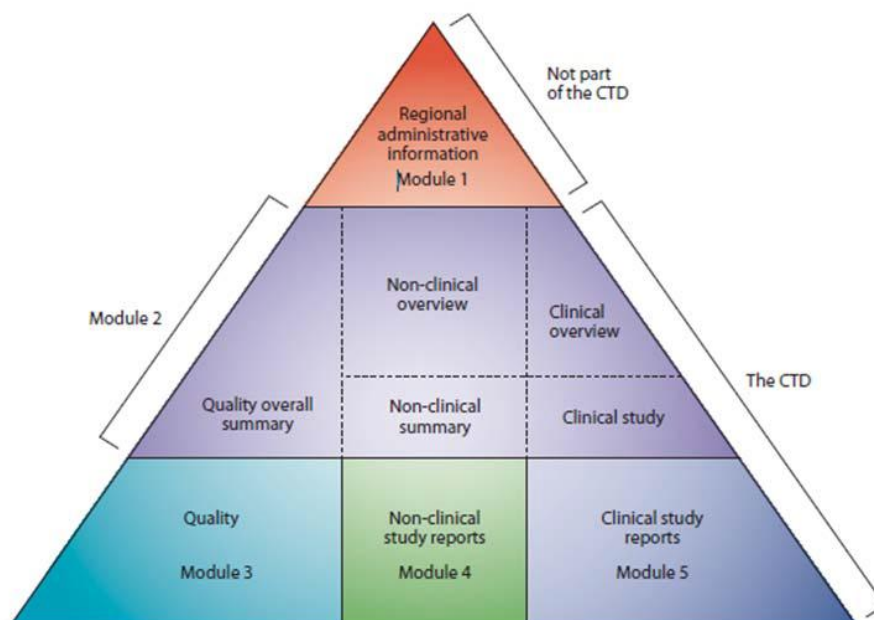 Not part
of the CTD
Regional
administrative
information
Module 1
Module 2
Non-clinical
overview
Clinical
overview
The CTD
Quality overall
summary
Non-clinical
summary
Clinical study
Quality
Module 3
Non-clinical
study reports
Module 4
Clinical study
reports
Module 5